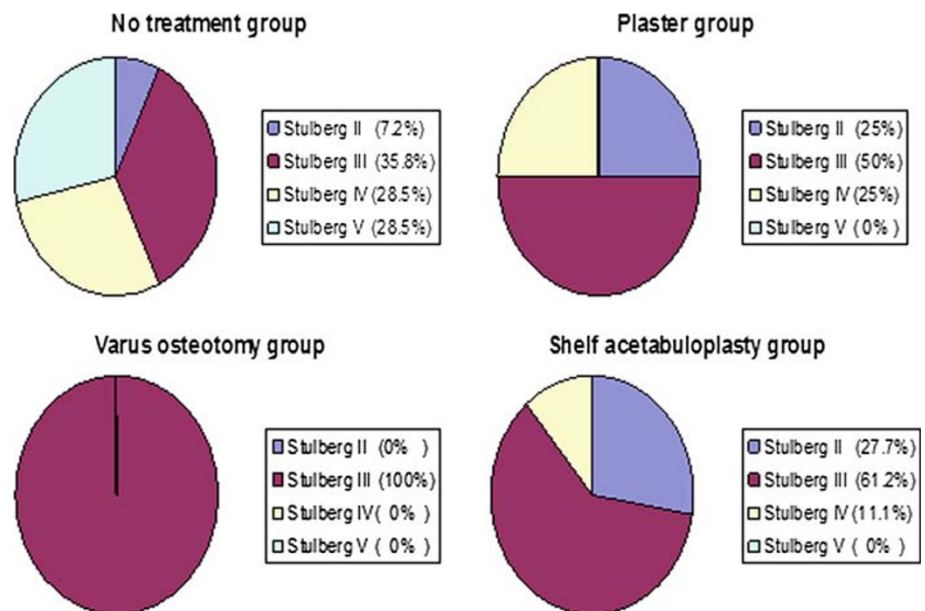 No treatment group
Stulberg II (7.2%)
Stulberg III (35.8%)
Stulberg IV (28.5%)
Stulberg V (28.5%)
Plaster group
Stulberg II (25%)
Stulberg III (50%)
Stulberg IV (25%)
Stulberg V ( 0%)
Varus osteotomy group
Stulberg II (0% )
Stulberg III (100%)
Stulberg IV( 0% )
Stulberg V ( 0%)
Shelf acetabuloplasty group
Stulberg II (27.7%)
Stulberg III (61.2%)
Stulberg IV (11.1%)
Stulberg V ( 0%)